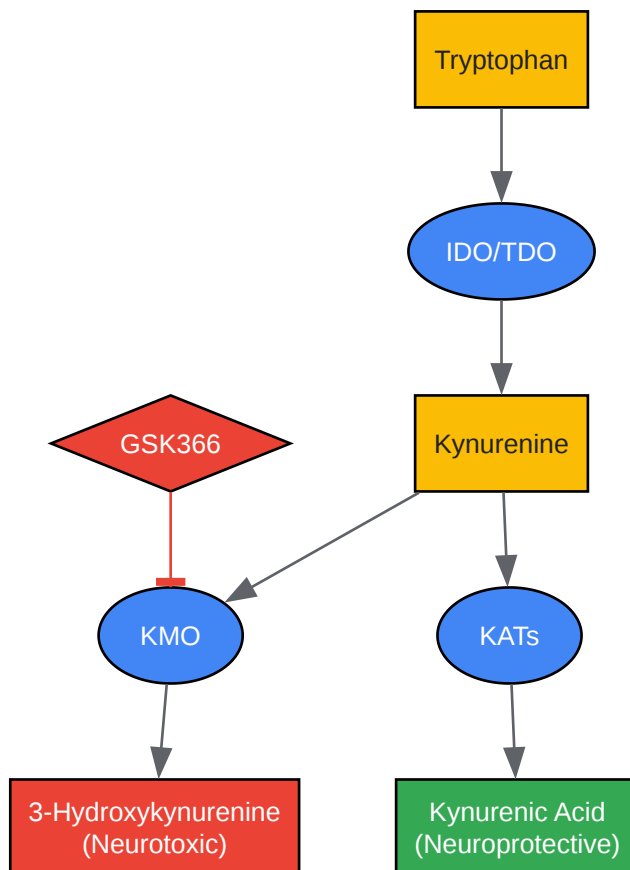 Tryptophan
IDO/TDO
GSK366
Kynurenine
KMO
KATs
3-Hydroxykynurenine
(Neurotoxic)
Kynurenic Acid
(Neuroprotective)